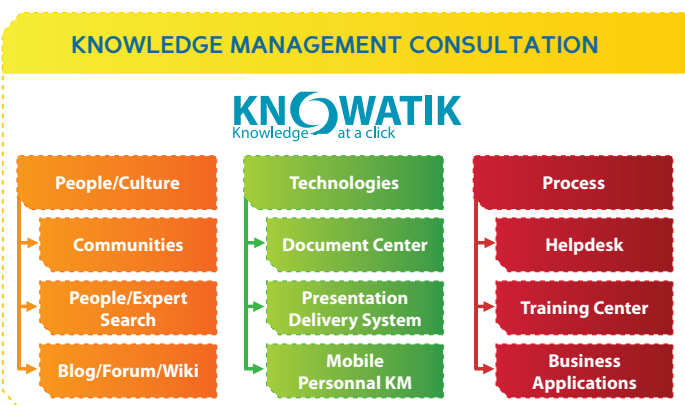 KNOWLEDGE MANAGEMENT CONSULTATION
KNOWATIK
Knowledge at a click
People/Culture
Communities
People/Expert
Search
Blog/Forum/Wiki
Technologies
Document Center
Presentation
Delivery System
Mobile
Personnal KM
Process
Helpdesk
Training Center
Business
Applications